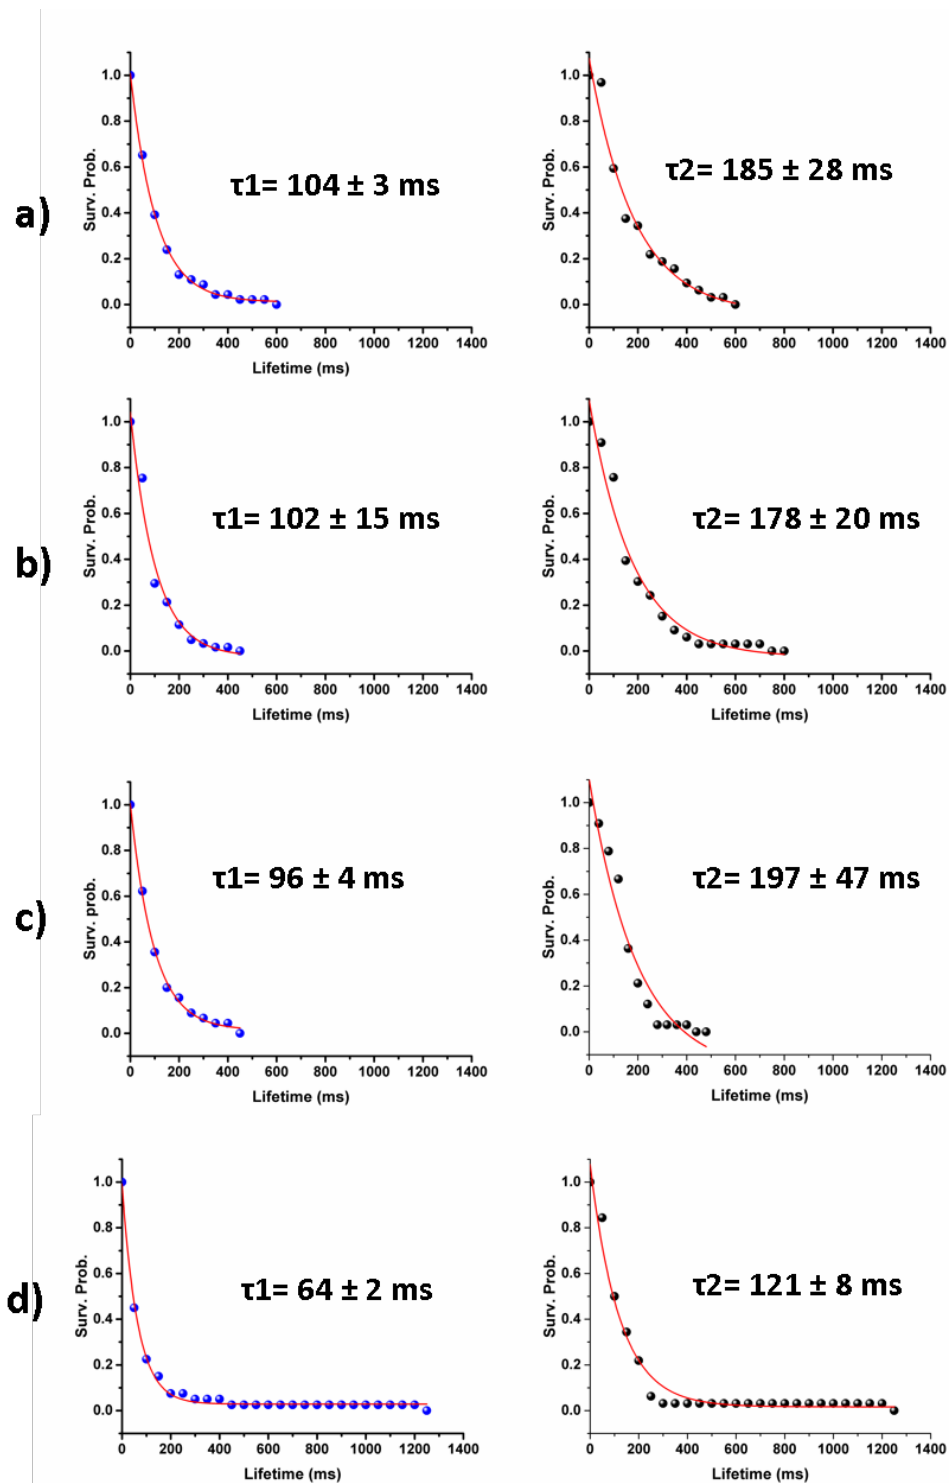 a)
Surv. Prob.
1.0
0.8
0.6
0.4
0.2
0.0
τ1= 104 ± 3 ms
0 200 400 600 800 1000 1200 1400
Lifetime (ms)
Surv. Prob.
1.0
0.8
0.6
0.4
0.2
0.0
τ2= 185 ± 28 ms
0 200 400 600 800 1000 1200 1400
Lifetime (ms)
b)
Surv. Prob.
1.0
0.8
0.6
0.4
0.2
0.0
τ1= 102 ± 15 ms
0 200 400 600 800 1000 1200 1400
Lifetime (ms)
Surv. Prob.
1.0
0.8
0.6
0.4
0.2
0.0
τ2= 178 ± 20 ms
0 200 400 600 800 1000 1200 1400
Lifetime (ms)
c)
Surv. prob.
1.0
0.8
0.6
0.4
0.2
0.0
τ1= 96 ± 4 ms
0 200 400 600 800 1000 1200 1400
Lifetime (ms)
Surv. Prob.
1.0
0.8
0.6
0.4
0.2
0.0
τ2= 197 ± 47 ms
0 200 400 600 800 1000 1200 1400
Lifetime (ms)
d)
Surv. Prob.
1.0
0.8
0.6
0.4
0.2
0.0
τ1= 64 ± 2 ms
0 200 400 600 800 1000 1200 1400
Lifetime (ms)
Surv. Prob.
1.0
0.8
0.6
0.4
0.2
0.0
τ2= 121 ± 8 ms
0 200 400 600 800 1000 1200 1400
Lifetime (ms)